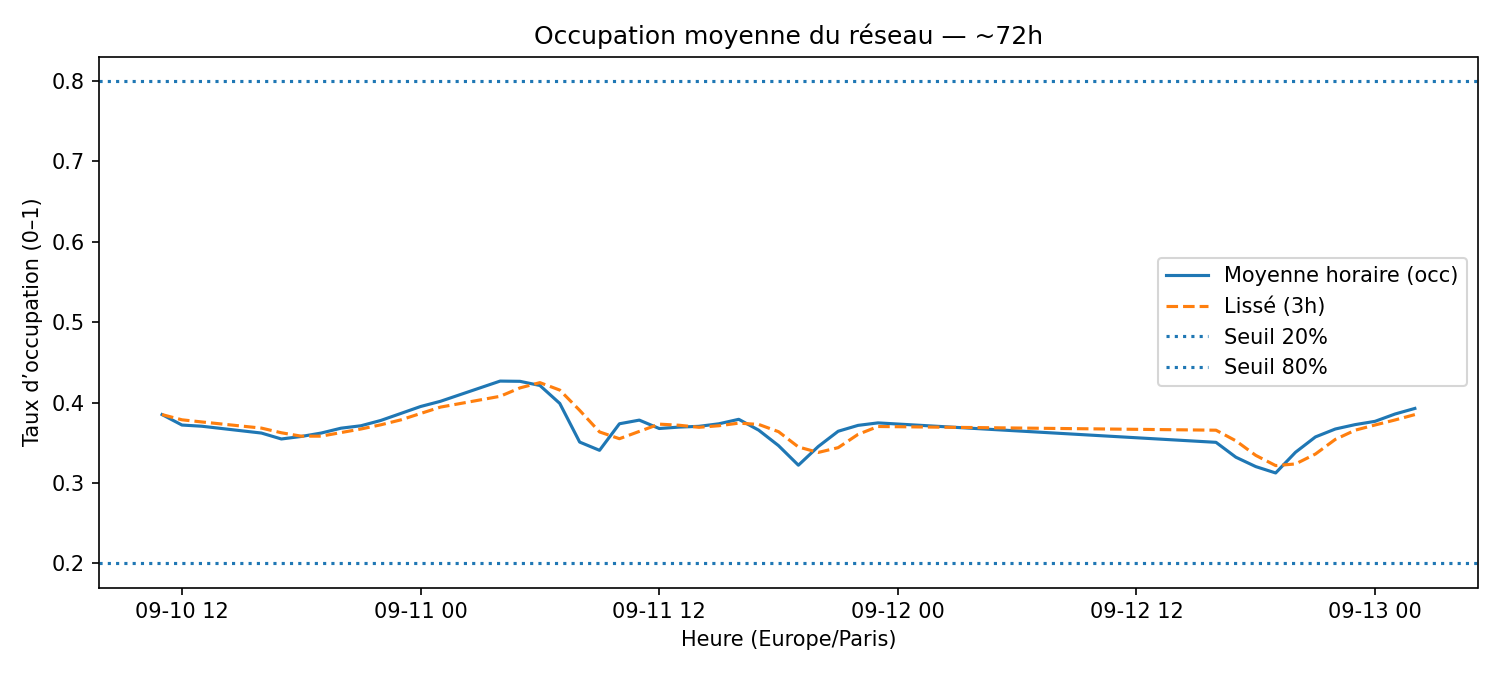 Occupation moyenne du réseau — ~72h
Taux d’occupation (0–1)
0.8
0.7
0.6
0.5
0.4
0.3
0.2
Moyenne horaire (occ)
Lissé (3h)
Seuil 20%
Seuil 80%
09-10 12
09-11 00
09-11 12
09-12 00
09-12 12
09-13 00
Heure (Europe/Paris)